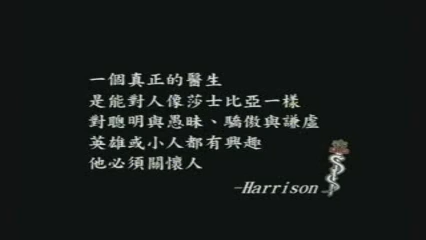 一個真正的醫生
是能對人像莎士比亞一樣
對聰明與愚昧、驕傲與謙虛
英雄或小人都有興趣
他必須關懷人
-Harrison